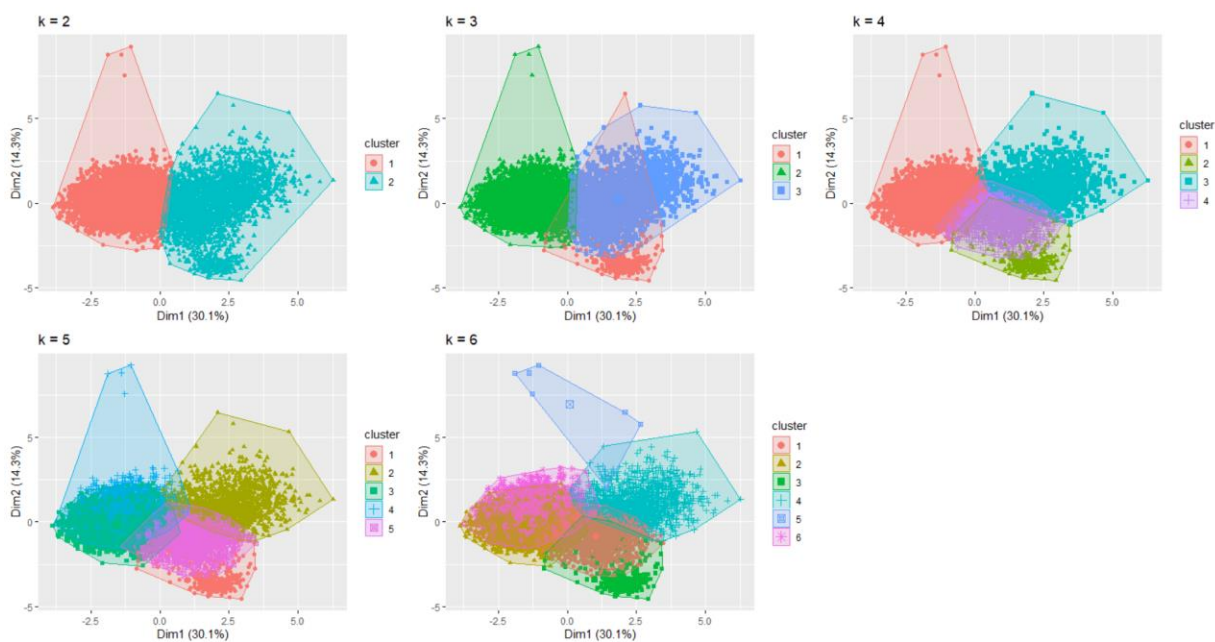 k = 2
5
0
-5
Dim2 (14.3%)
-2.5
0.0
2.5
5.0
Dim1 (30.1%)
cluster
1
2
k = 3
5
0
-5
Dim2 (14.3%)
-2.5
0.0
2.5
5.0
Dim1 (30.1%)
cluster
1
2
3
k = 4
5
0
-5
Dim2 (14.3%)
-2.5
0.0
2.5
5.0
Dim1 (30.1%)
cluster
1
2
3
4
k = 5
5
0
-5
Dim2 (14.3%)
-2.5
0.0
2.5
5.0
Dim1 (30.1%)
cluster
1
2
3
4
5
k = 6
5
0
-5
Dim2 (14.3%)
-2.5
0.0
2.5
5.0
Dim1 (30.1%)
cluster
1
2
3
4
5
6